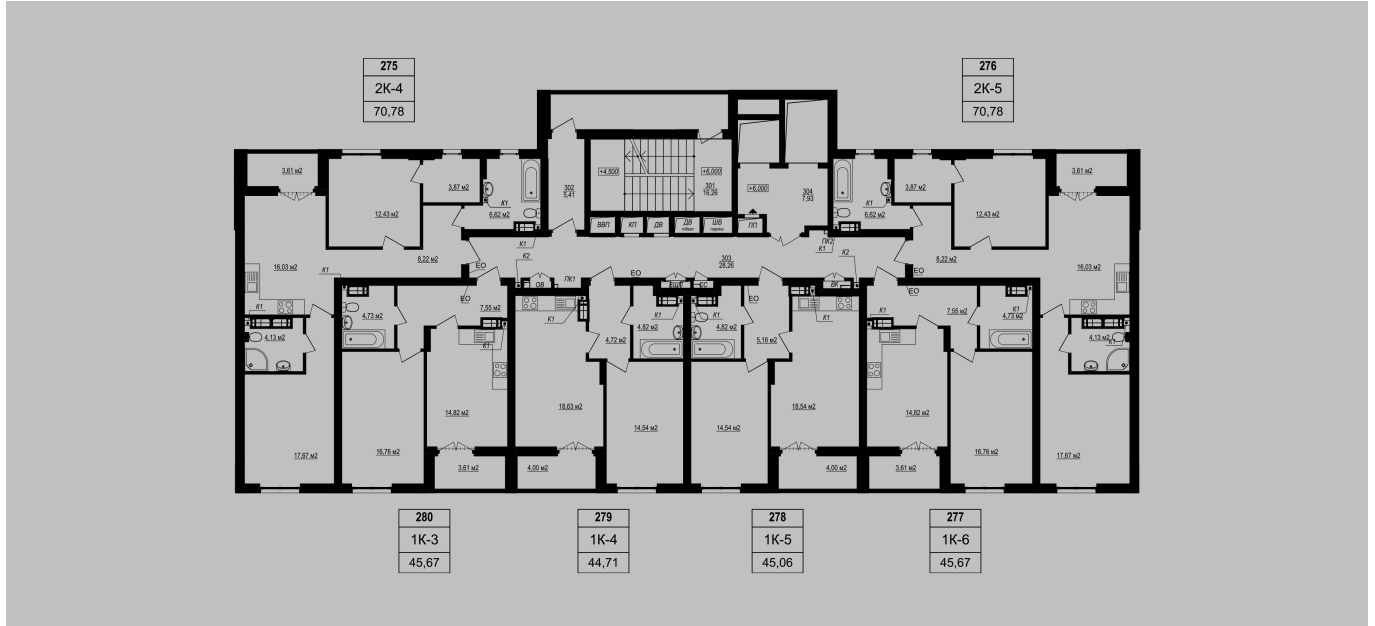 275
2К-4
70,78
276
2К-5
70,78
3,61 м2
12,43 м2
3,87 м2
К1
6,62 м2
302
5,41
+4,500
+6,000
301
16,26
+6,000
304
7,93
К1
6,62 м2
3,87 м2
12,43 м2
3,61 м2
ВВП
КП
ДВ
ДВ
ШВ
ПП
ПК2
К1
К1
К2
8,22 м2
16,03 м2
К1
ЕО
ЕО
ОВ
ПК1
ЕО
303
28,26
ЕО
СС
ВК
К2
ЕО
ЕО
8,22 м2
16,03 м2
К1
4,73 м2
7,55 м2
К1
4,13 м2
К1
К1
4,72 м2
К1
4,82 м2
К1
4,82 м2
5,16 м2
К1
К1
7,55 м2
К1
4,73 м2
К1
4,13 м2
К1
14,82 м2
18,63 м2
14,54 м2
14,54 м2
18,54 м2
14,82 м2
17,67 м2
16,76 м2
3,61 м2
4,00 м2
4,00 м2
3,61 м2
16,76 м2
17,67 м2
280
1К-3
45,67
279
1К-4
44,71
278
1К-5
45,06
277
1К-6
45,67